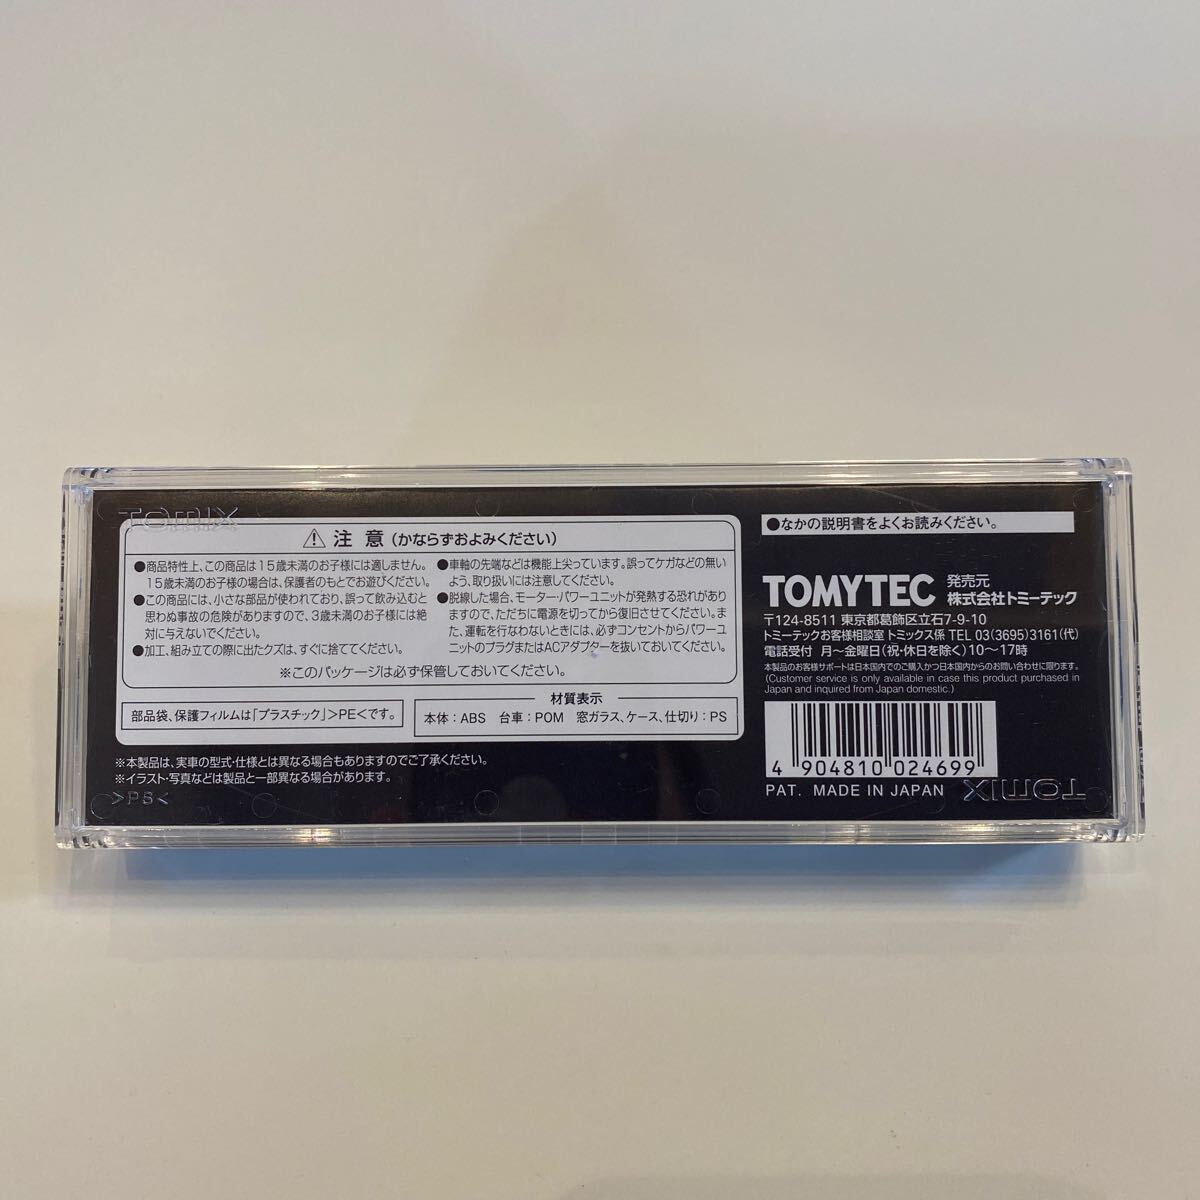 TOMIX
⚠ 注 意 (かならずおよみください)
●商品特性上、この商品は15歳未満のお子様には適しません。
15歳未満のお子様の場合は、保護者のもとでお遊びください。
●この商品には、小さな部品が使われており、誤って飲み込むと
思わぬ事故の危険がありますので、3歳未満のお子様には絶
対に与えないでください。
●加工、組み立ての際に出たクズは、すぐに捨ててください。
●車軸の先端などは機能上尖っています。誤ってケガなどの無い
よう、取り扱いには注意してください。
●脱線した場合、モーター・パワーユニットが発熱する恐れがあり
ますので、ただちに電源を切ってから復旧させてください。ま
た、運転を行なわないときには、必ずコンセントからパワーユ
ニットのプラグまたはACアダプターを抜いておいてください。
※このパッケージは必ず保管しておいてください。
部品袋、保護フィルムは「プラスチック」>PE<です。
材質表示
本体:ABS 台車:POM 窓ガラス、ケース、仕切り:PS
※本製品は、実車の型式・仕様とは異なる場合もありますのでご了承ください。
※イラスト・写真などは製品と一部異なる場合があります。
>PS<
●なかの説明書をよくお読みください。
TOMYTEC 発売元
株式会社トミーテック
〒124-8511 東京都葛飾区立石7-9-10
トミーテックお客様相談室 トミックス係 TEL 03(3695)3161(代)
電話受付 月~金曜日(祝・休日を除く)10~17時
本製品のお客様サポートは日本国内でのご購入かつ日本国内からのお問い合わせに限ります。
(Customer service is only available in case this product purchased in
Japan and inquired from Japan domestic.)
4 904810 024699
PAT. MADE IN JAPAN
TOMIX